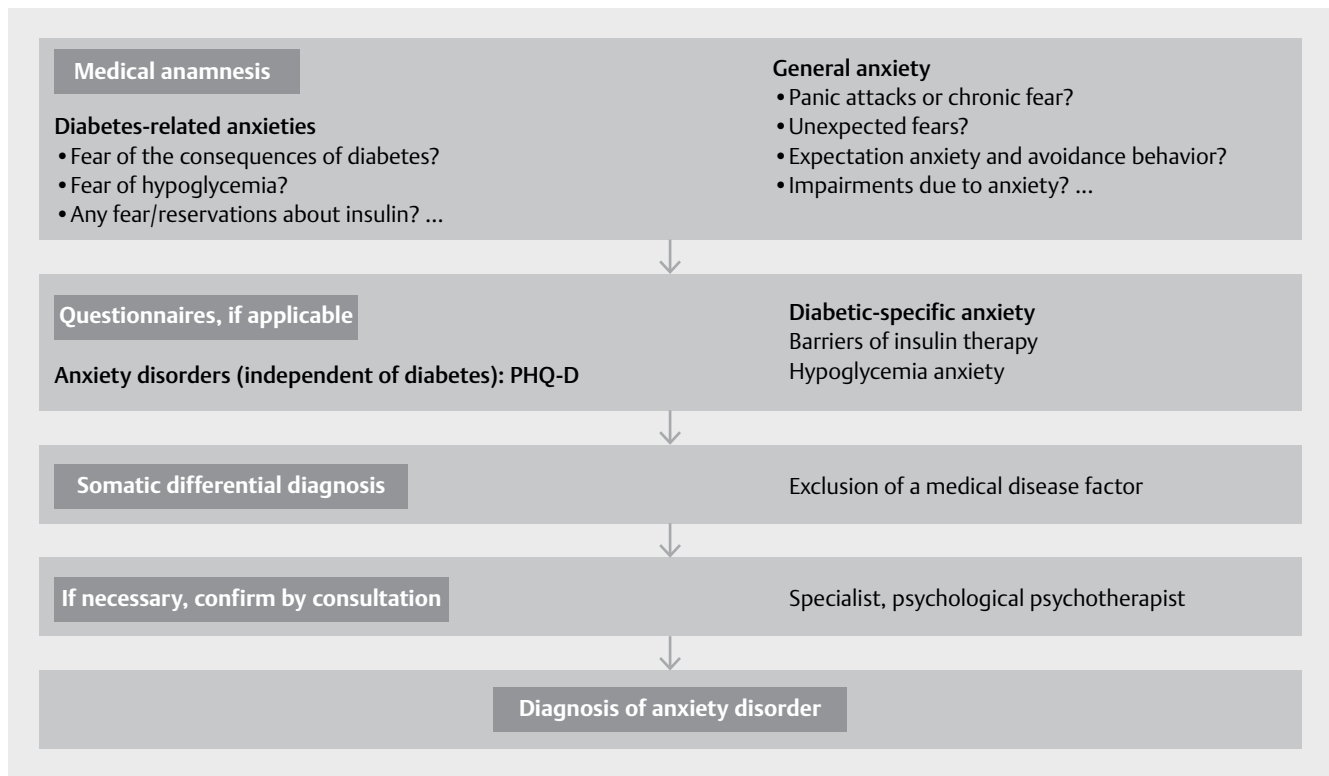 Medical anamnesis
Diabetes-related anxieties
• Fear of the consequences of diabetes?
• Fear of hypoglycemia?
• Any fear/reservations about insulin? ...
General anxiety
• Panic attacks or chronic fear?
• Unexpected fears?
• Expectation anxiety and avoidance behavior?
• Impairments due to anxiety? ...
Questionnaires, if applicable
Anxiety disorders (independent of diabetes): PHQ-D
Diabetic-specific anxiety
Barriers of insulin therapy
Hypoglycemia anxiety
Somatic differential diagnosis
Exclusion of a medical disease factor
If necessary, confirm by consultation
Specialist, psychological psychotherapist
Diagnosis of anxiety disorder